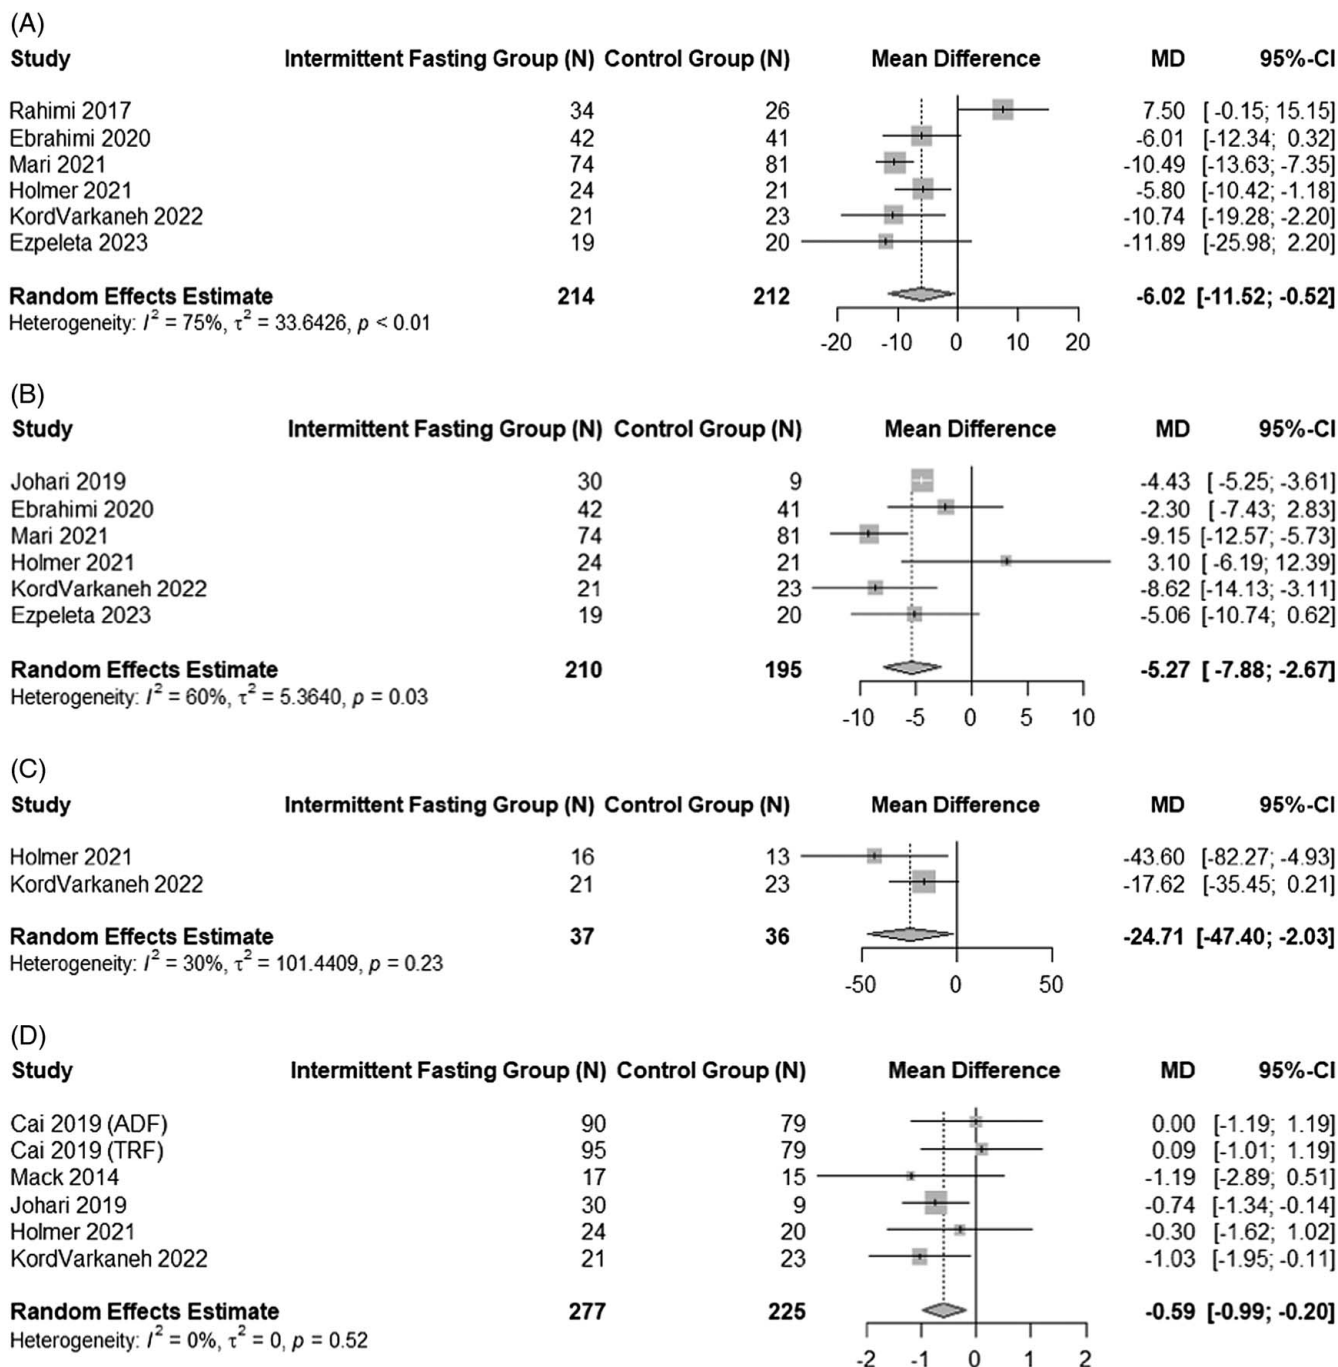 (A)
Study Intermittent Fasting Group (N) Control Group (N) Mean Difference MD 95%-CI
Rahimi 2017 34 26 7.50 [ -0.15; 15.15]
Ebrahimi 2020 42 41 -6.01 [-12.34; 0.32]
Mari 2021 74 81 -10.49 [-13.63; -7.35]
Holmer 2021 24 21 -5.80 [-10.42; -1.18]
KordVarkaneh 2022 21 23 -10.74 [-19.28; -2.20]
Ezpeleta 2023 19 20 -11.89 [-25.98; 2.20]
Random Effects Estimate 214 212 -6.02 [-11.52; -0.52]
Heterogeneity: I² = 75%, τ² = 33.6426, p < 0.01
-20 -10 0 10 20
(B)
Study Intermittent Fasting Group (N) Control Group (N) Mean Difference MD 95%-CI
Johari 2019 30 9 -4.43 [ -5.25; -3.61]
Ebrahimi 2020 42 41 -2.30 [ -7.43; 2.83]
Mari 2021 74 81 -9.15 [-12.57; -5.73]
Holmer 2021 24 21 3.10 [ -6.19; 12.39]
KordVarkaneh 2022 21 23 -8.62 [-14.13; -3.11]
Ezpeleta 2023 19 20 -5.06 [-10.74; 0.62]
Random Effects Estimate 210 195 -5.27 [ -7.88; -2.67]
Heterogeneity: I² = 60%, τ² = 5.3640, p = 0.03
-10 -5 0 5 10
(C)
Study Intermittent Fasting Group (N) Control Group (N) Mean Difference MD 95%-CI
Holmer 2021 16 13 -43.60 [-82.27; -4.93]
KordVarkaneh 2022 21 23 -17.62 [-35.45; 0.21]
Random Effects Estimate 37 36 -24.71 [-47.40; -2.03]
Heterogeneity: I² = 30%, τ² = 101.4409, p = 0.23
-50 0 50
(D)
Study Intermittent Fasting Group (N) Control Group (N) Mean Difference MD 95%-CI
Cai 2019 (ADF) 90 79 0.00 [-1.19; 1.19]
Cai 2019 (TRF) 95 79 0.09 [-1.01; 1.19]
Mack 2014 17 15 -1.19 [-2.89; 0.51]
Johari 2019 30 9 -0.74 [-1.34; -0.14]
Holmer 2021 24 20 -0.30 [-1.62; 1.02]
KordVarkaneh 2022 21 23 -1.03 [-1.95; -0.11]
Random Effects Estimate 277 225 -0.59 [-0.99; -0.20]
Heterogeneity: I² = 0%, τ² = 0, p = 0.52
-2 -1 0 1 2